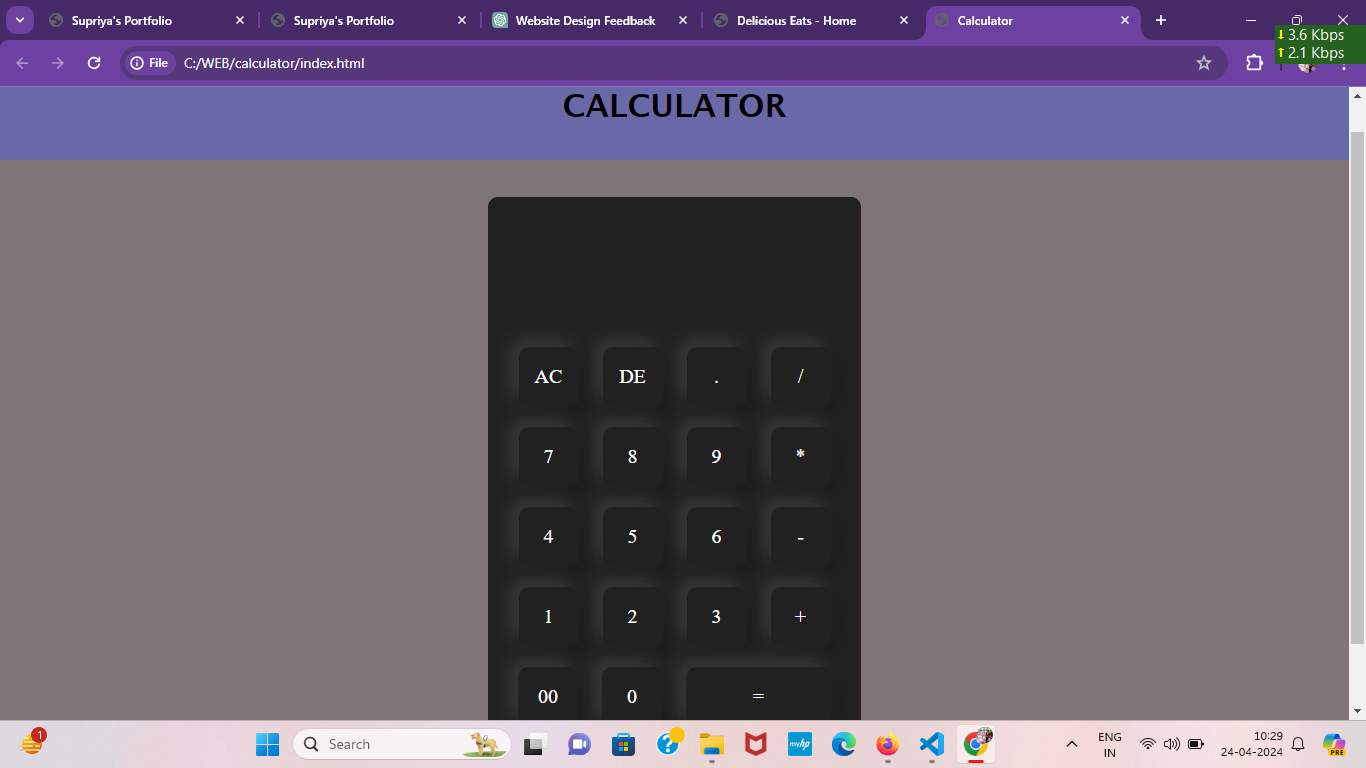 Supriya's Portfolio
Supriya's Portfolio
Website Design Feedback
Delicious Eats - Home
Calculator
3.6 Kbps
2.1 Kbps
File
C:/WEB/calculator/index.html
CALCULATOR
AC DE . /
7 8 9 *
4 5 6 -
1 2 3 +
00 0 =
1
Search
myhp
ENG
IN
10:29
24-04-2024
PRE